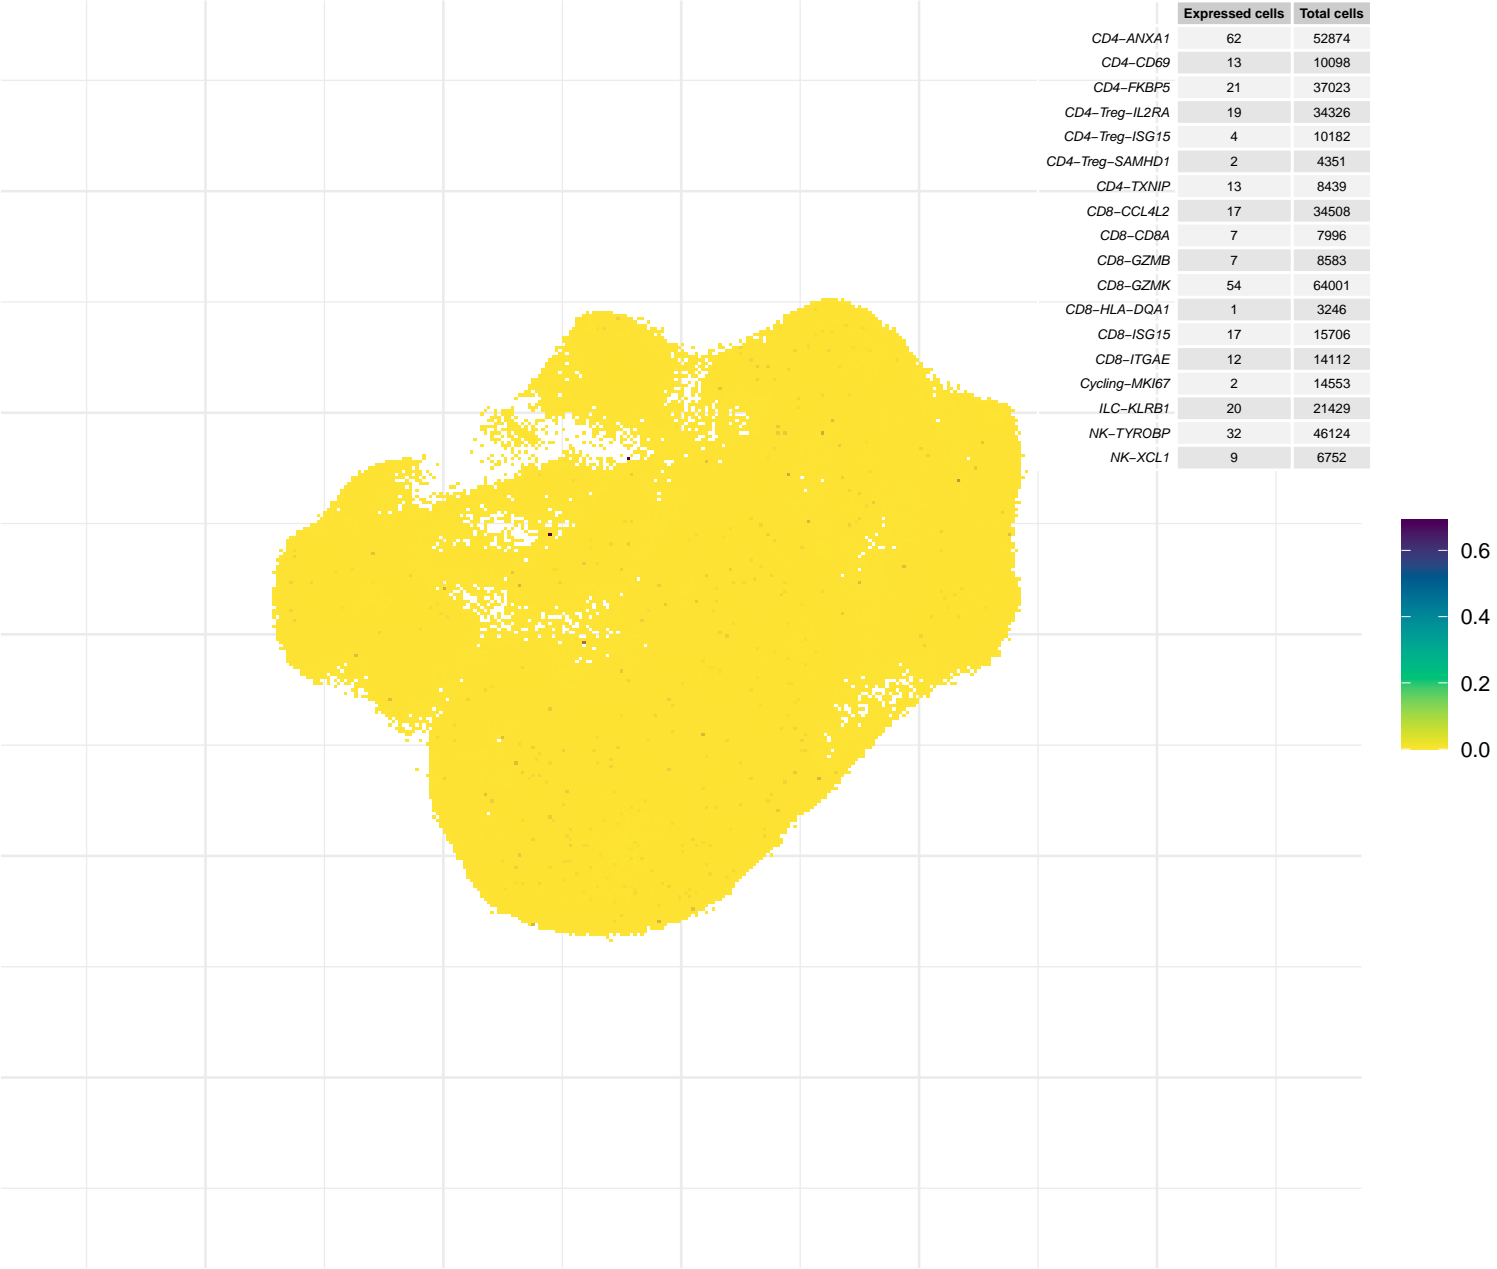 Expressed cells Total cells
CD4−ANXA1 62 52874
CD4−CD69 13 10098
CD4−FKBP5 21 37023
CD4−Treg−IL2RA 19 34326
CD4−Treg−ISG15 4 10182
CD4−Treg−SAMHD1 2 4351
CD4−TXNIP 13 8439
CD8−CCL4L2 17 34508
CD8−CD8A 7 7996
CD8−GZMB 7 8583
CD8−GZMK 54 64001
CD8−HLA−DQA1 1 3246
CD8−ISG15 17 15706
CD8−ITGAE 12 14112
Cycling−MKI67 2 14553
ILC−KLRB1 20 21429
NK−TYROBP 32 46124
NK−XCL1 9 6752
0.6
0.4
0.2
0.0